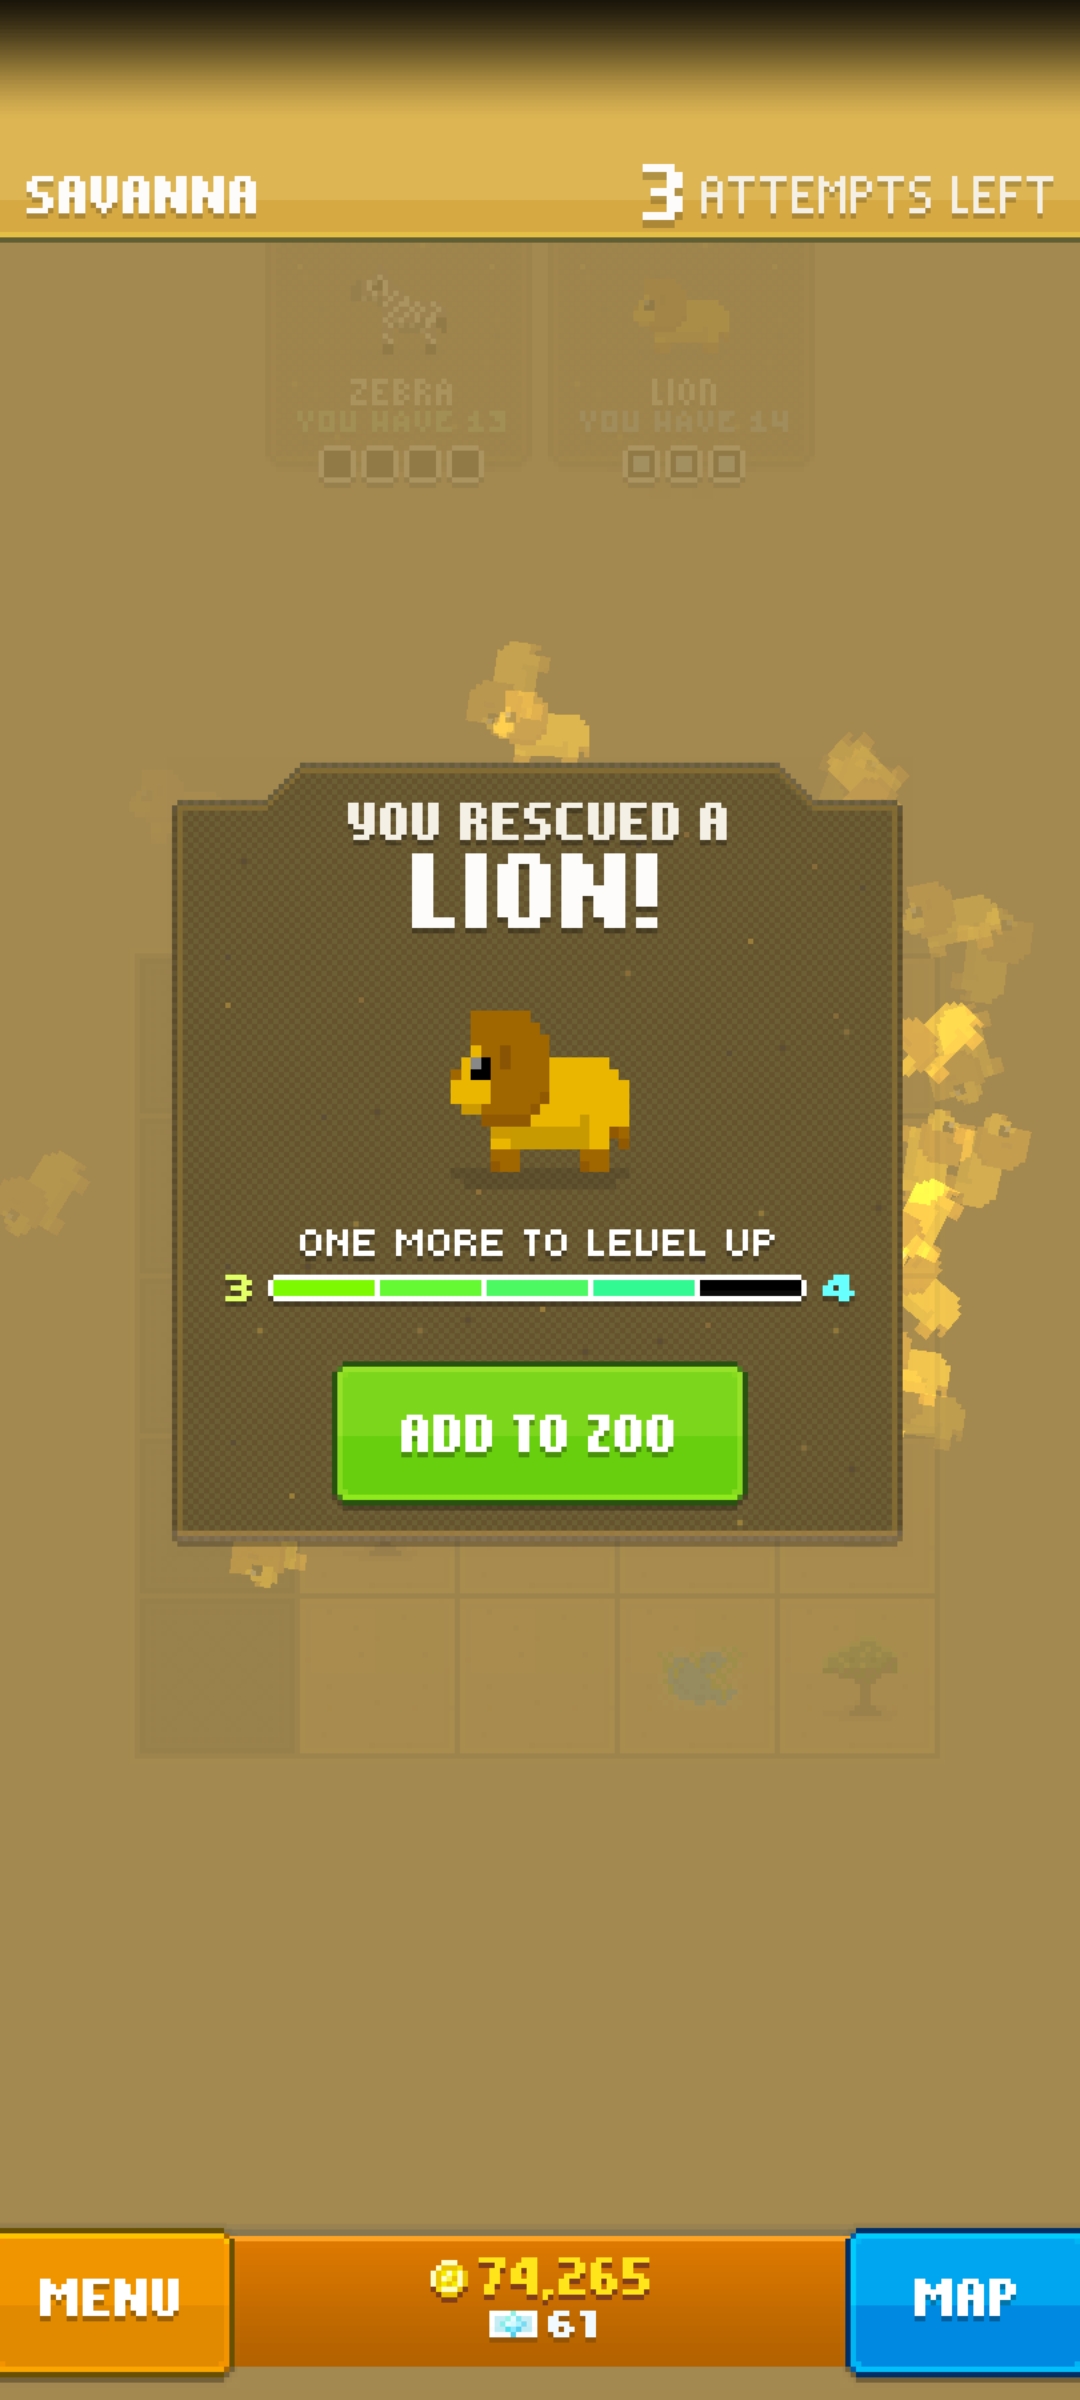 SAVANNA
3 ATTEMPTS LEFT
ZEBRA
YOU HAVE 13
LION
YOU HAVE 14
YOU RESCUED A
LION!
ONE MORE TO LEVEL UP
3
4
ADD TO ZOO
MENU
74,265
61
MAP